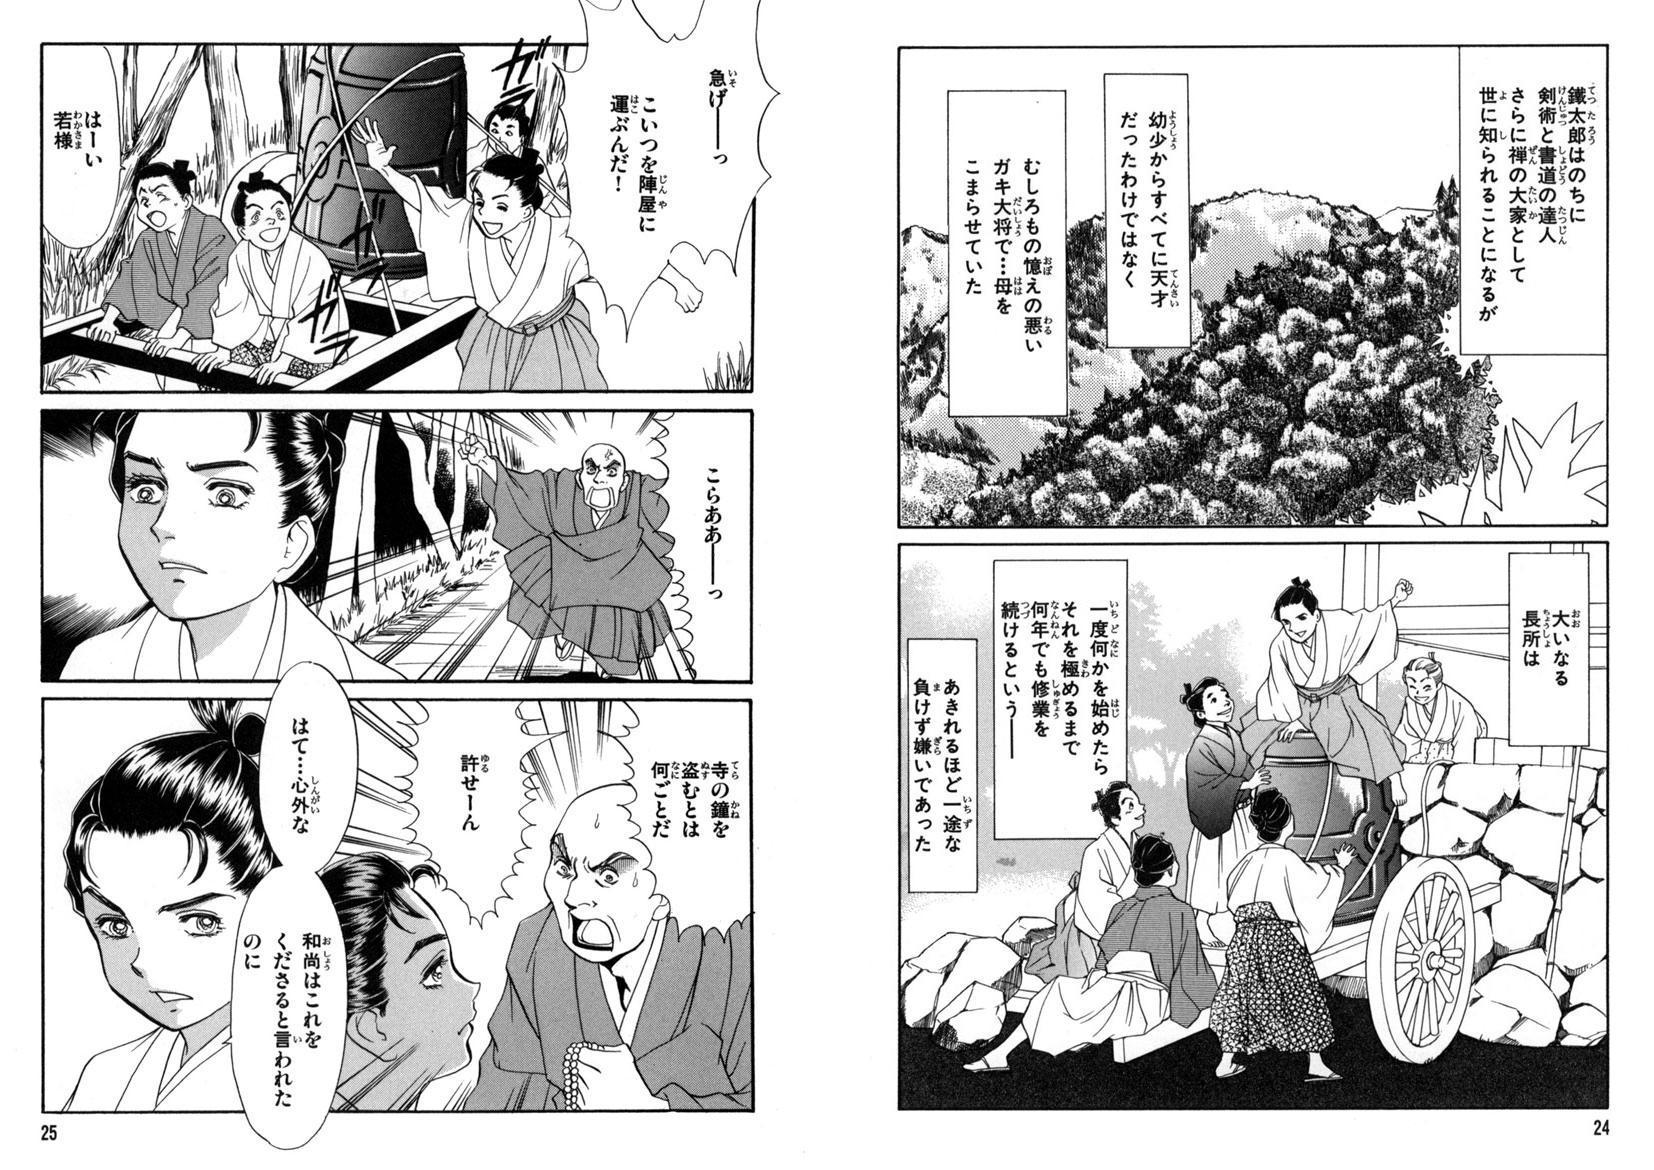 鐵太郎はのちに
剣術と書道の達人
さらに禅の大家として
世に知られることになるが
幼少からすべてに天才
だったわけではなく
むしろもの憶えの悪い
ガキ大将で…母を
こまらせていた
大いなる
長所は
一度何かを始めたら
それを極めるまで
何年でも修業を
続けるという——
あきれるほど一途な
負けず嫌いであった
24
急げ——っ
こいつを陣屋に
運ぶんだ！
はーい
若様
こらああ——っ
寺の鐘を
盗むとは
何ごとだ
許せーん
はて…心外な
和尚はこれを
くださると言われた
のに
25